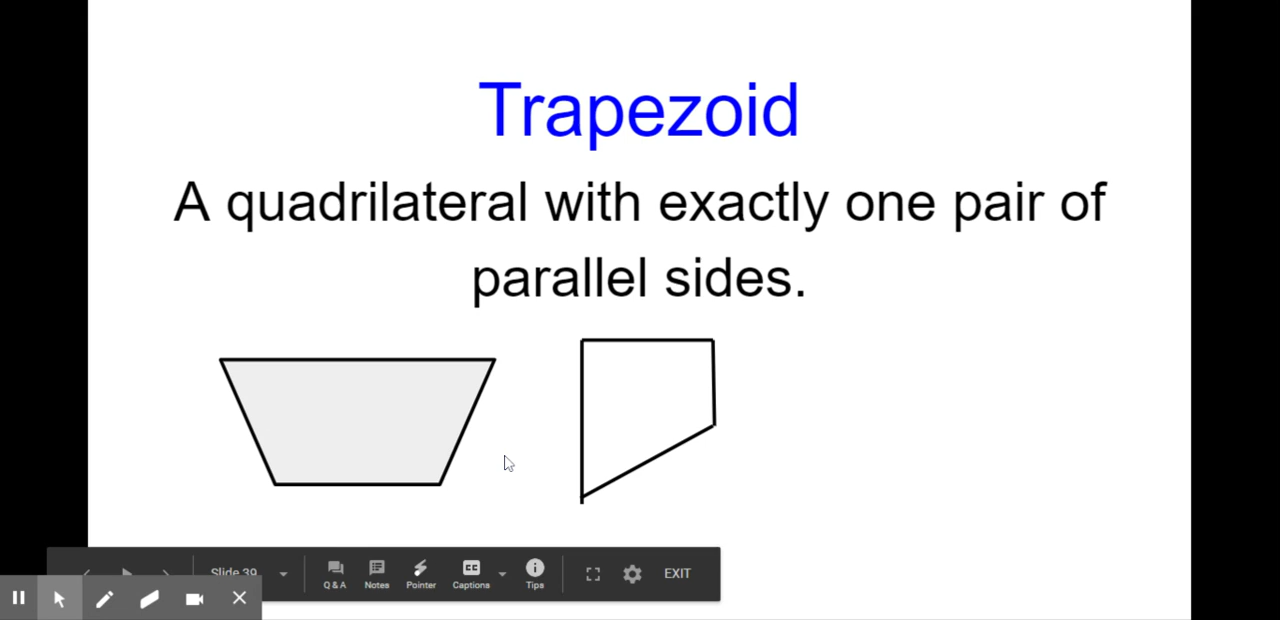 Trapezoid
A quadrilateral with exactly one pair of
parallel sides.
Slide 39
Q & A Notes Pointer Captions Tips EXIT